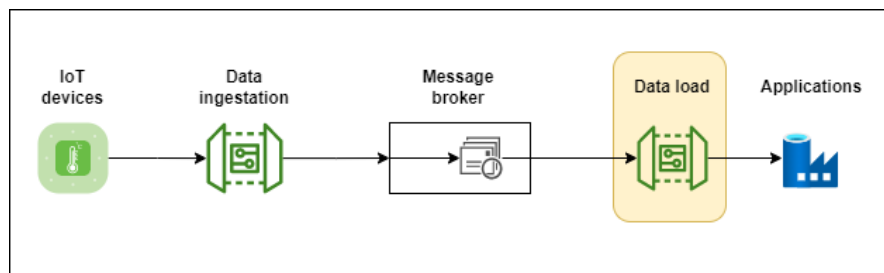 IoT
devices
Data
ingestation
Message
broker
Data load
Applications